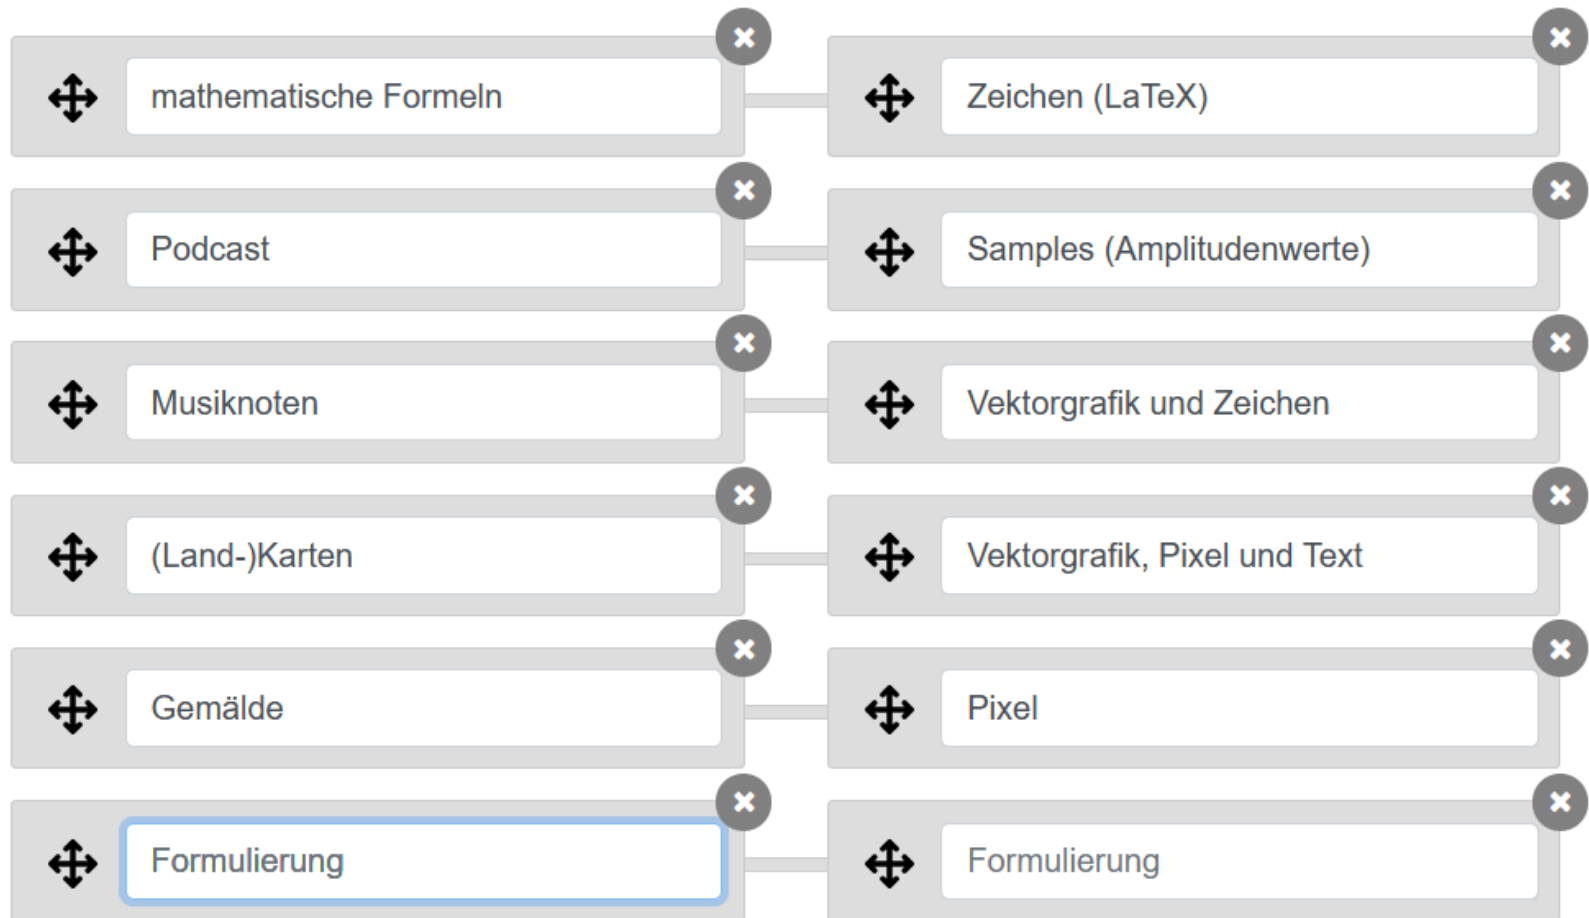 mathematische Formeln
Zeichen (LaTeX)
Podcast
Samples (Amplitudenwerte)
Musiknoten
Vektorgrafik und Zeichen
(Land-)Karten
Vektorgrafik, Pixel und Text
Gemälde
Pixel
Formulierung
Formulierung